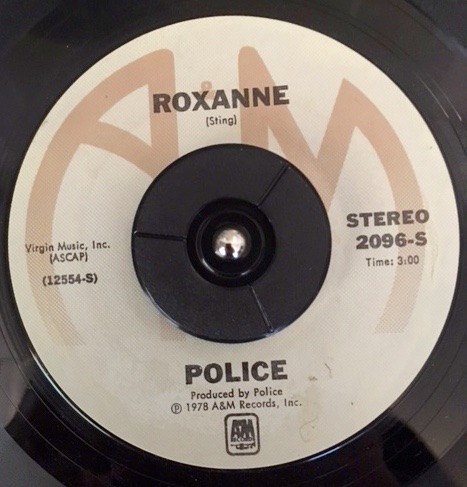 A&M
ROXANNE
(Sting)
Virgin Music, Inc.
(ASCAP)
(12554-S)
STEREO
2096-S
Time: 3:00
POLICE
Produced by Police
℗ 1978 A&M Records, Inc.
A&M
RECORDS